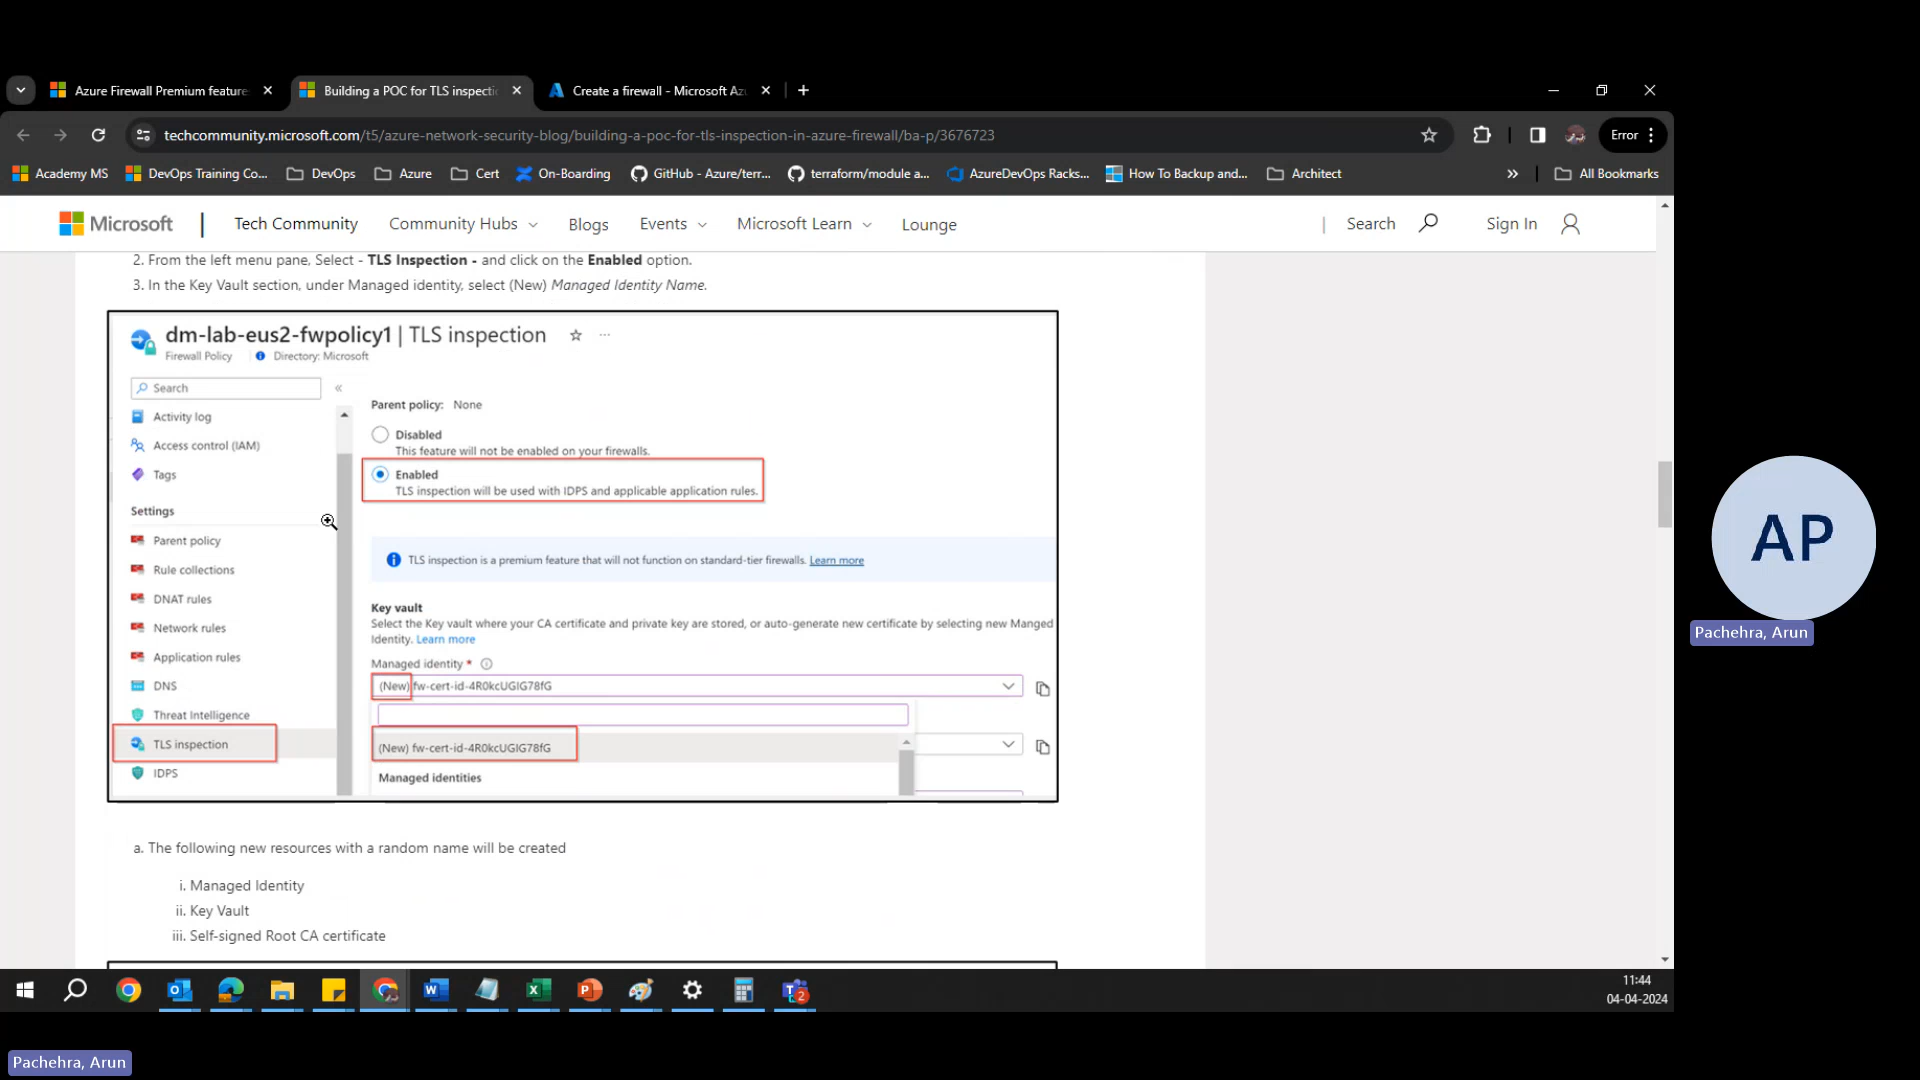 Azure Firewall Premium feature
Building a POC for TLS inspectio
Create a firewall - Microsoft Az
techcommunity.microsoft.com/t5/azure-network-security-blog/building-a-poc-for-tls-inspection-in-azure-firewall/ba-p/3676723
Error
Academy MS
DevOps Training Co...
DevOps
Azure
Cert
On-Boarding
GitHub - Azure/terr...
terraform/module a...
AzureDevOps Racks...
How To Backup and...
Architect
»
All Bookmarks
Microsoft
Tech Community
Community Hubs
Blogs
Events
Microsoft Learn
Lounge
Search
Sign In
2. From the left menu pane, Select - TLS Inspection - and click on the Enabled option.
3. In the Key Vault section, under Managed identity, select (New) Managed Identity Name.
dm-lab-eus2-fwpolicy1 | TLS inspection
Firewall Policy
Directory: Microsoft
Search
«
Activity log
Access control (IAM)
Tags
Settings
Parent policy
Rule collections
DNAT rules
Network rules
Application rules
DNS
Threat Intelligence
TLS inspection
IDPS
Parent policy: None
Disabled
This feature will not be enabled on your firewalls.
Enabled
TLS inspection will be used with IDPS and applicable application rules.
TLS inspection is a premium feature that will not function on standard-tier firewalls. Learn more
Key vault
Select the Key vault where your CA certificate and private key are stored, or auto-generate new certificate by selecting new Manged
Identity. Learn more
Managed identity *
(New) fw-cert-id-4R0kcUGIG78fG
(New) fw-cert-id-4R0kcUGIG78fG
Managed identities
a. The following new resources with a random name will be created
i. Managed Identity
ii. Key Vault
iii. Self-signed Root CA certificate
2
11:44
04-04-2024
AP
Pachehra, Arun
Pachehra, Arun